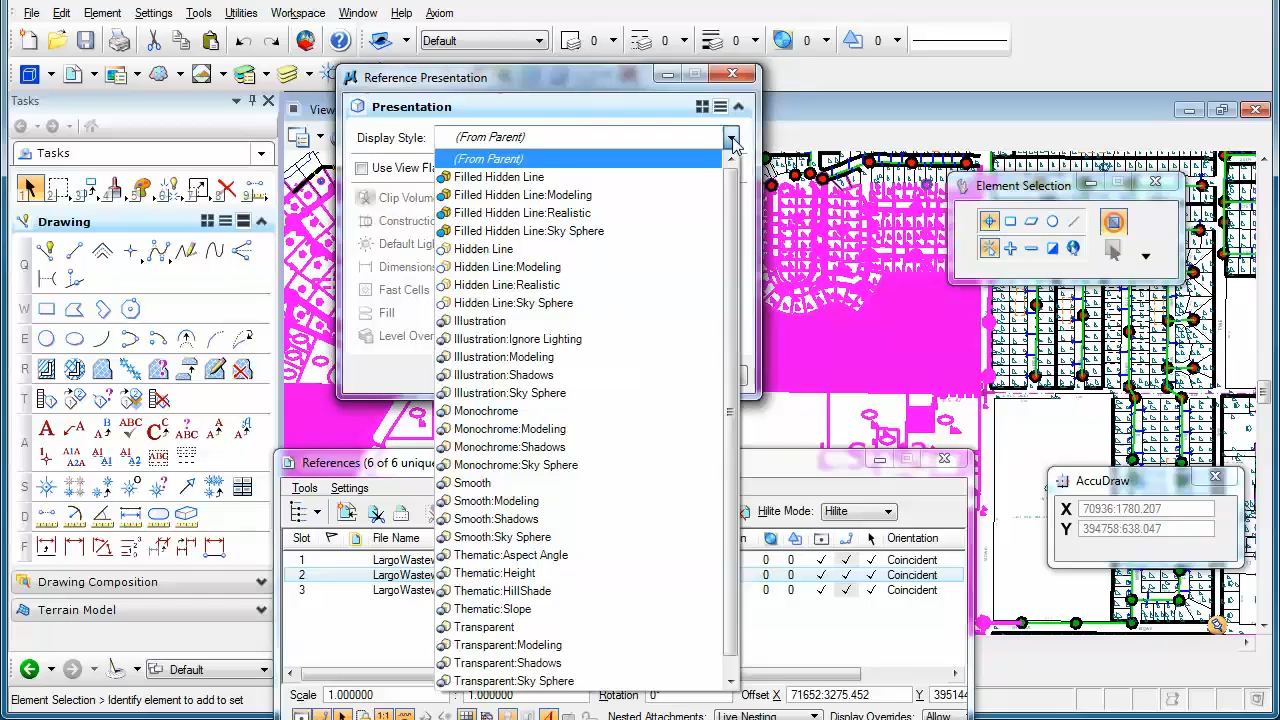 File Edit Element Settings Tools Utilities Workspace Window Help Axiom
Default 0 0 0 0 0
Reference Presentation
Tasks
View
Presentation
Display Style: (From Parent)
Tasks
(From Parent)
Use View Fla
Filled Hidden Line
Element Selection
Filled Hidden Line:Modeling
Clip Volum
Filled Hidden Line:Realistic
Drawing
Constructio
Filled Hidden Line:Sky Sphere
Default Lig
Hidden Line
Dimensions
Hidden Line:Modeling
Fast Cells
Hidden Line:Realistic
Fill
Hidden Line:Sky Sphere
Level Over
Illustration
Illustration:Ignore Lighting
Illustration:Modeling
Illustration:Shadows
Illustration:Sky Sphere
Monochrome
Monochrome:Modeling
Monochrome:Shadows
Monochrome:Sky Sphere
References (6 of 6 unique
Smooth
AccuDraw
Tools Settings
Smooth:Modeling
X 70936:1780.207
Hilite Mode: Hilite
Smooth:Shadows
Y 394758:638.047
Slot File Name Orientation
Smooth:Sky Sphere
1 LargoWastew 0 0 Coincident
Thematic:Aspect Angle
2 LargoWastew 0 0 Coincident
Thematic:Height
3 LargoWastew 0 0 Coincident
Thematic:HillShade
Drawing Composition
Thematic:Slope
Terrain Model
Transparent
Transparent:Modeling
Transparent:Shadows
Default
Transparent:Sky Sphere
Element Selection > Identify element to add to set
Scale 1.000000 : 1.000000 Rotation 0° Offset X 71652:3275.452 Y 39514
Nested Attachments: Live Nesting Display Overrides: Allow
Q
W
E
R
T
A
S
D
F